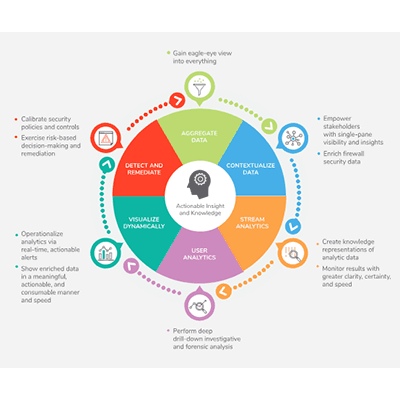 Gain eagle-eye view
into everything
Calibrate security
policies and controls
Exercise risk-based
decision-making and
remediation
Empower
stakeholders
with single-pane
visibility and insights
Enrich firewall
security data
AGGREGATE
DATA
DETECT AND
REMEDIATE
CONTEXTUALIZE
DATA
Actionable Insight
and Knowledge
VISUALIZE
DYNAMICALLY
STREAM
ANALYTICS
USER
ANALYTICS
Operationalize
analytics via
real-time, actionable
alerts
Show enriched data
in a meaningful,
actionable, and
consumable manner
and speed
Create knowledge
representations of
analytic data
Monitor results with
greater clarity, certainty,
and speed
Perform deep
drill-down investigative
and forensic analysis